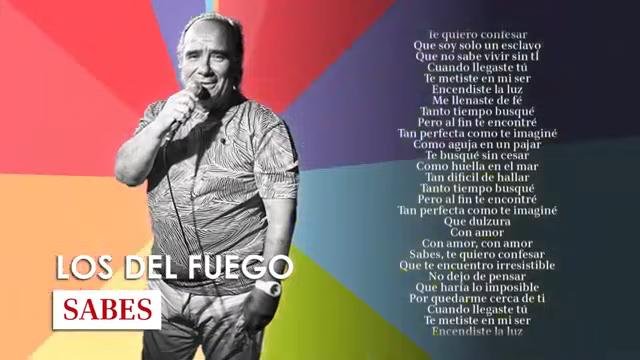 LOS DEL FUEGO
SABES
Te quiero confesar
Que soy solo un esclavo
Que no sabe vivir sin tí
Cuando llegaste tú
Te metiste en mi ser
Encendiste la luz
Me llenaste de fé
Tanto tiempo busqué
Pero al fin te encontré
Tan perfecta como te imaginé
Como aguja en un pajar
Te busqué sin cesar
Como huella en el mar
Tan dificil de hallar
Tanto tiempo busqué
Pero al fin te encontré
Tan perfecta como te imaginé
Que dulzura
Con amor
Con amor, con amor
Sabes, te quiero confesar
Que te encuentro irresistible
No dejo de pensar
Que haría lo imposible
Por quedarme cerca de ti
Cuando llegaste tú
Te metiste en mi ser
Encendiste la luz